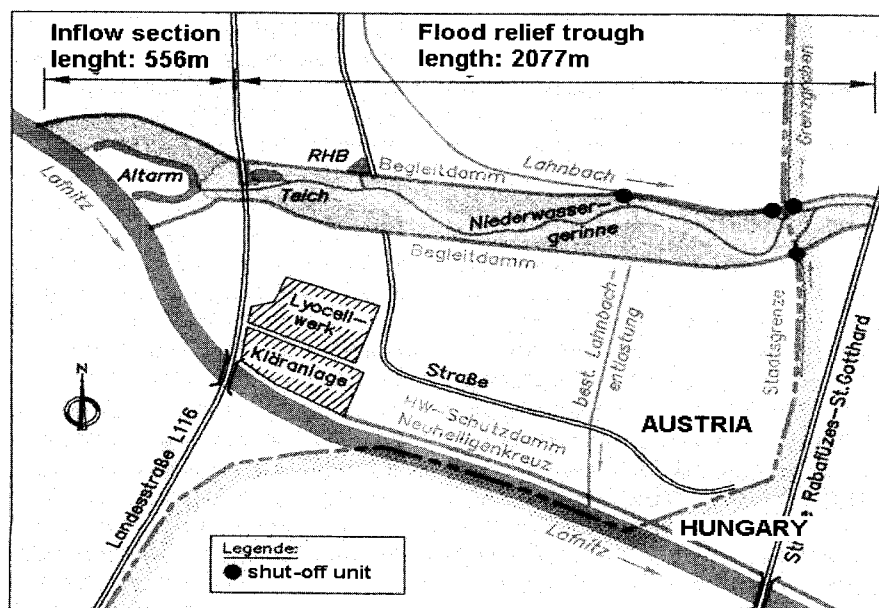 Inflow section
lenght: 556m
Flood relief trough
length: 2077m
Grenzgraben
Lafnitz
Altarm
RHB
Begleitdamm
Lahnbach
Teich
Niederwasser-
gerinne
Begleitdamm
Lyocell-
werk
Kläranlage
Straße
best. Lahnbach-
entlastung
Staatsgrenze
HW-Schutzdamm
Neuheiligenkreuz
AUSTRIA
N
Landesstraße L116
HUNGARY
Rabafüzes-St.Gotthard
Lafnitz
Legende:
shut-off unit